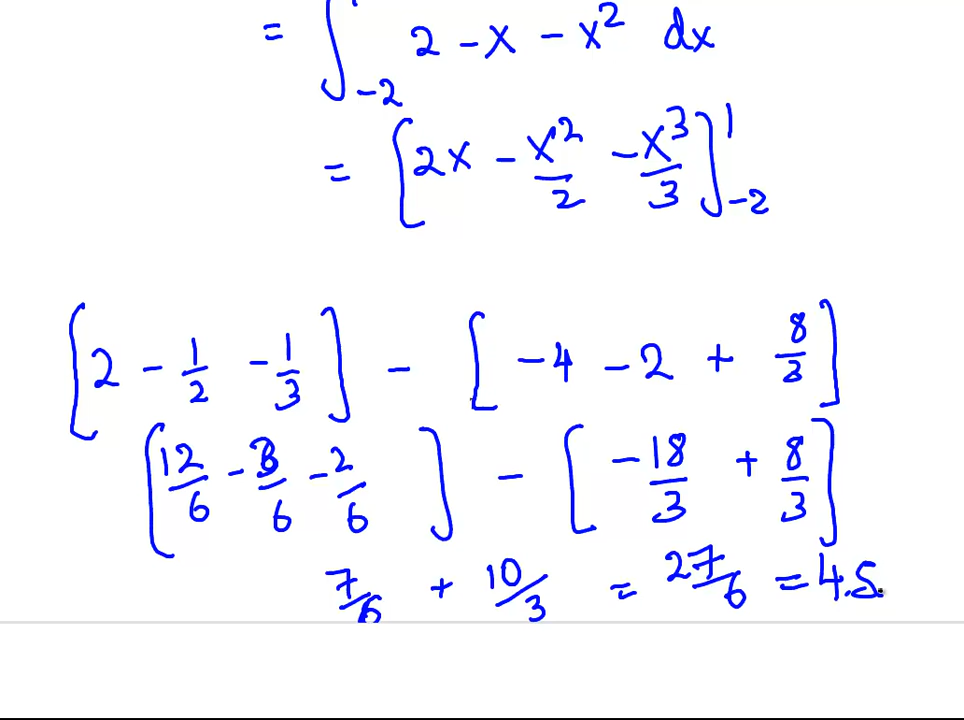 = ∫_{-2} 2 - x - x² dx
= [2x - x²/2 - x³/3]_{-2}^{1}
[2 - 1/2 - 1/3] - [-4 - 2 + 8/3]
[12/6 - 3/6 - 2/6] - [-18/3 + 8/3]
7/6 + 10/3 = 27/6 = 4.5